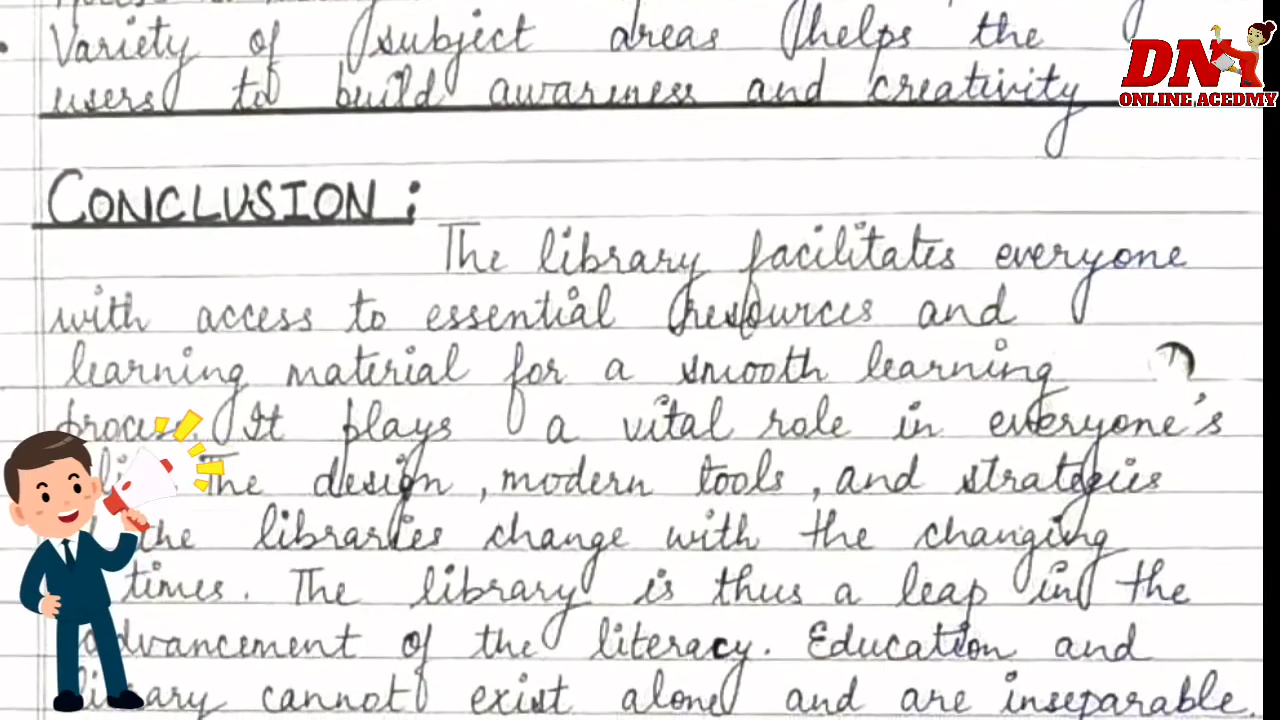 • Variety of subject areas helps the
users to build awareness and creativity
DN
ONLINE ACEDMY
CONCLUSION :
The library facilitates everyone
with access to essential resources and
learning material for a smooth learning
process. It plays a vital role in everyone's
The design, modern tools, and strategies
the libraries change with the changing
times. The library is thus a leap in the
advancement of the literacy. Education and
library cannot exist alone and are inseparable.